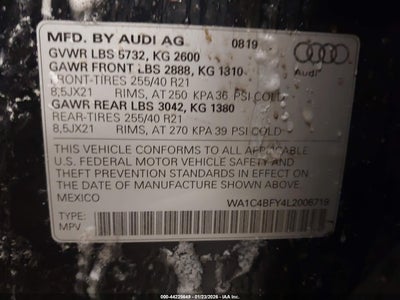 MFD. BY AUDI AG 0819
GVWR LBS 5732, KG 2600
GAWR FRONT LBS 2888, KG 1310
FRONT-TIRES 255/40 R21
8,5JX21 RIMS, AT 250 KPA 36 PSI COLD
GAWR REAR LBS 3042, KG 1380
REAR-TIRES 255/40 R21
8,5JX21 RIMS, AT 270 KPA 39 PSI COLD
Audi
THIS VEHICLE CONFORMS TO ALL APPLICABLE
U.S. FEDERAL MOTOR VEHICLE SAFETY AND
THEFT PREVENTION STANDARDS IN EFFECT ON
THE DATE OF MANUFACTURE SHOWN ABOVE.
MEXICO WA1C4BFY4L2006719
TYPE:
MPV
000-44229849 - 01/23/2026 - IAA Inc.